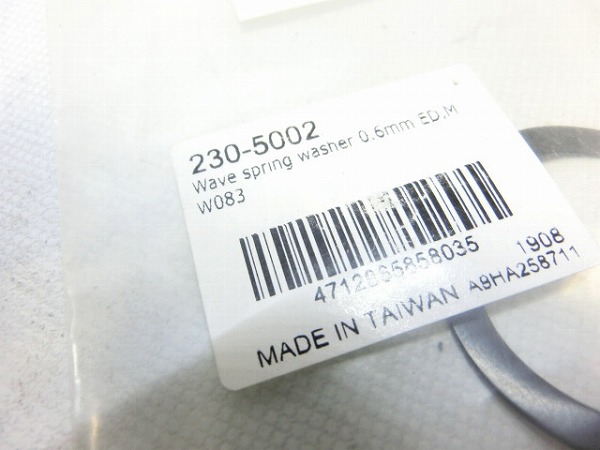 230-5002
Wave spring washer 0.6mm ED.M
W083
4712865858035 1908
MADE IN TAIWAN A9HA258711